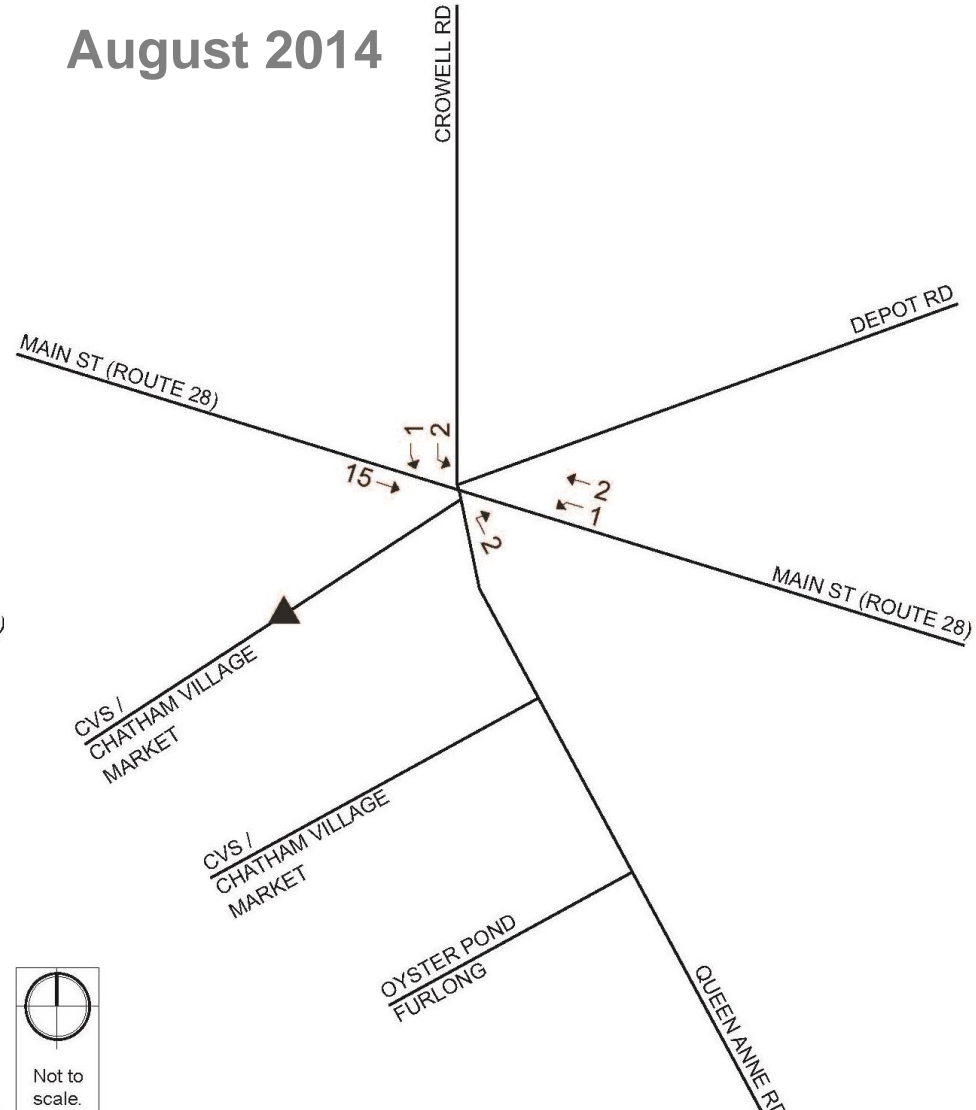 August 2014
CROWELL RD
DEPOT RD
MAIN ST (ROUTE 28)
1
2
15
2
1
2
MAIN ST (ROUTE 28)
CVS /
CHATHAM VILLAGE
MARKET
CVS /
CHATHAM VILLAGE
MARKET
OYSTER POND
FURLONG
QUEEN ANNE RD
Not to
scale.